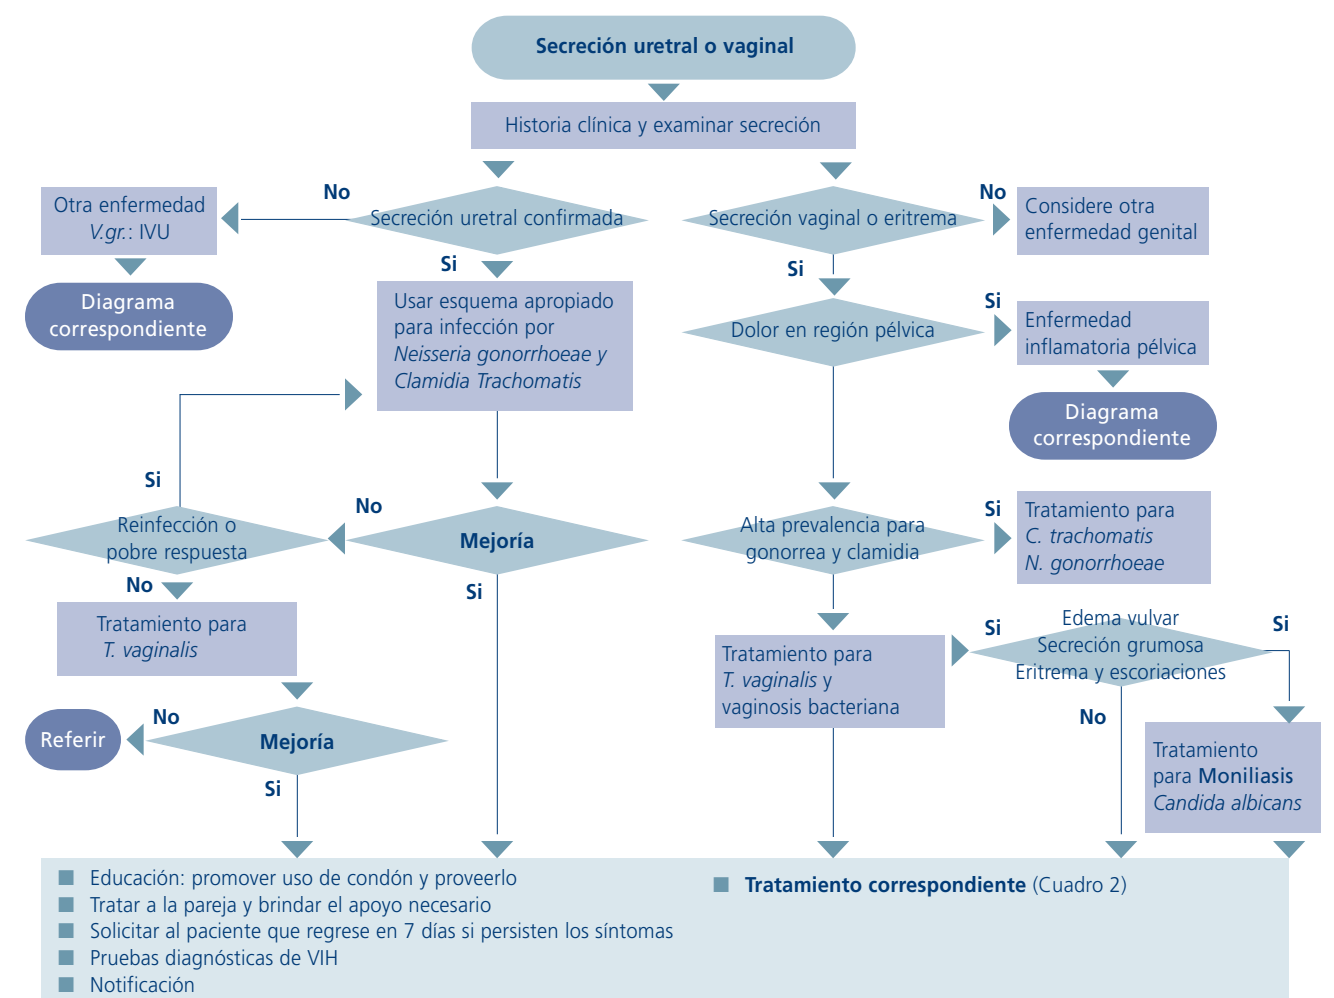 Secreción uretral o vaginal
Historia clínica y examinar secreción
No
Otra enfermedad
V.gr.: IVU
Diagrama
correspondiente
Secreción uretral confirmada
Si
Usar esquema apropiado
para infección por
Neisseria gonorrhoeae y
Clamidia Trachomatis
Si
Reinfección o
pobre respuesta
No
Mejoría
Si
No
Tratamiento para
T. vaginalis
No
Referir
Mejoría
Si
Secreción vaginal o eritrema
No
Considere otra
enfermedad genital
Si
Dolor en región pélvica
Si
Enfermedad
inflamatoria pélvica
Diagrama
correspondiente
Alta prevalencia para
gonorrea y clamidia
Si
Tratamiento para
C. trachomatis
N. gonorrhoeae
Tratamiento para
T. vaginalis y
vaginosis bacteriana
Si
Edema vulvar
Secreción grumosa
Eritrema y escoriaciones
Si
No
Tratamiento
para Moniliasis
Candida albicans
Educación: promover uso de condón y proveerlo
Tratar a la pareja y brindar el apoyo necesario
Solicitar al paciente que regrese en 7 días si persisten los síntomas
Pruebas diagnósticas de VIH
Notificación
Tratamiento correspondiente (Cuadro 2)